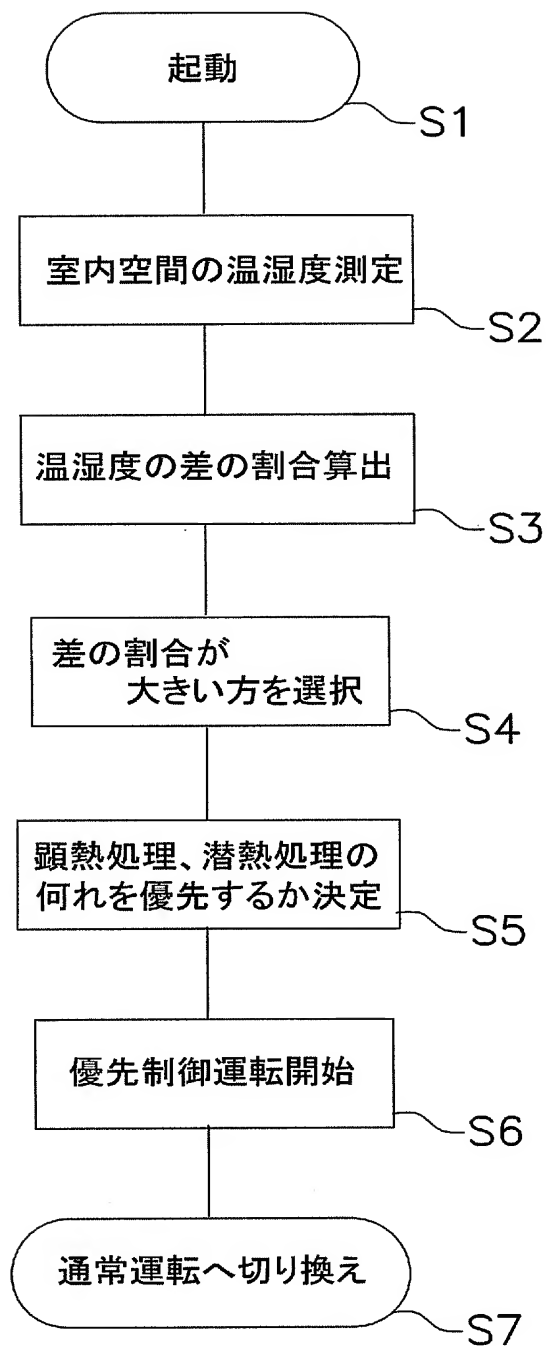 起動
S1
室内空間の温湿度測定
S2
温湿度の差の割合算出
S3
差の割合が
大きい方を選択
S4
顕熱処理、潜熱処理の
何れを優先するか決定
S5
優先制御運転開始
S6
通常運転へ切り換え
S7